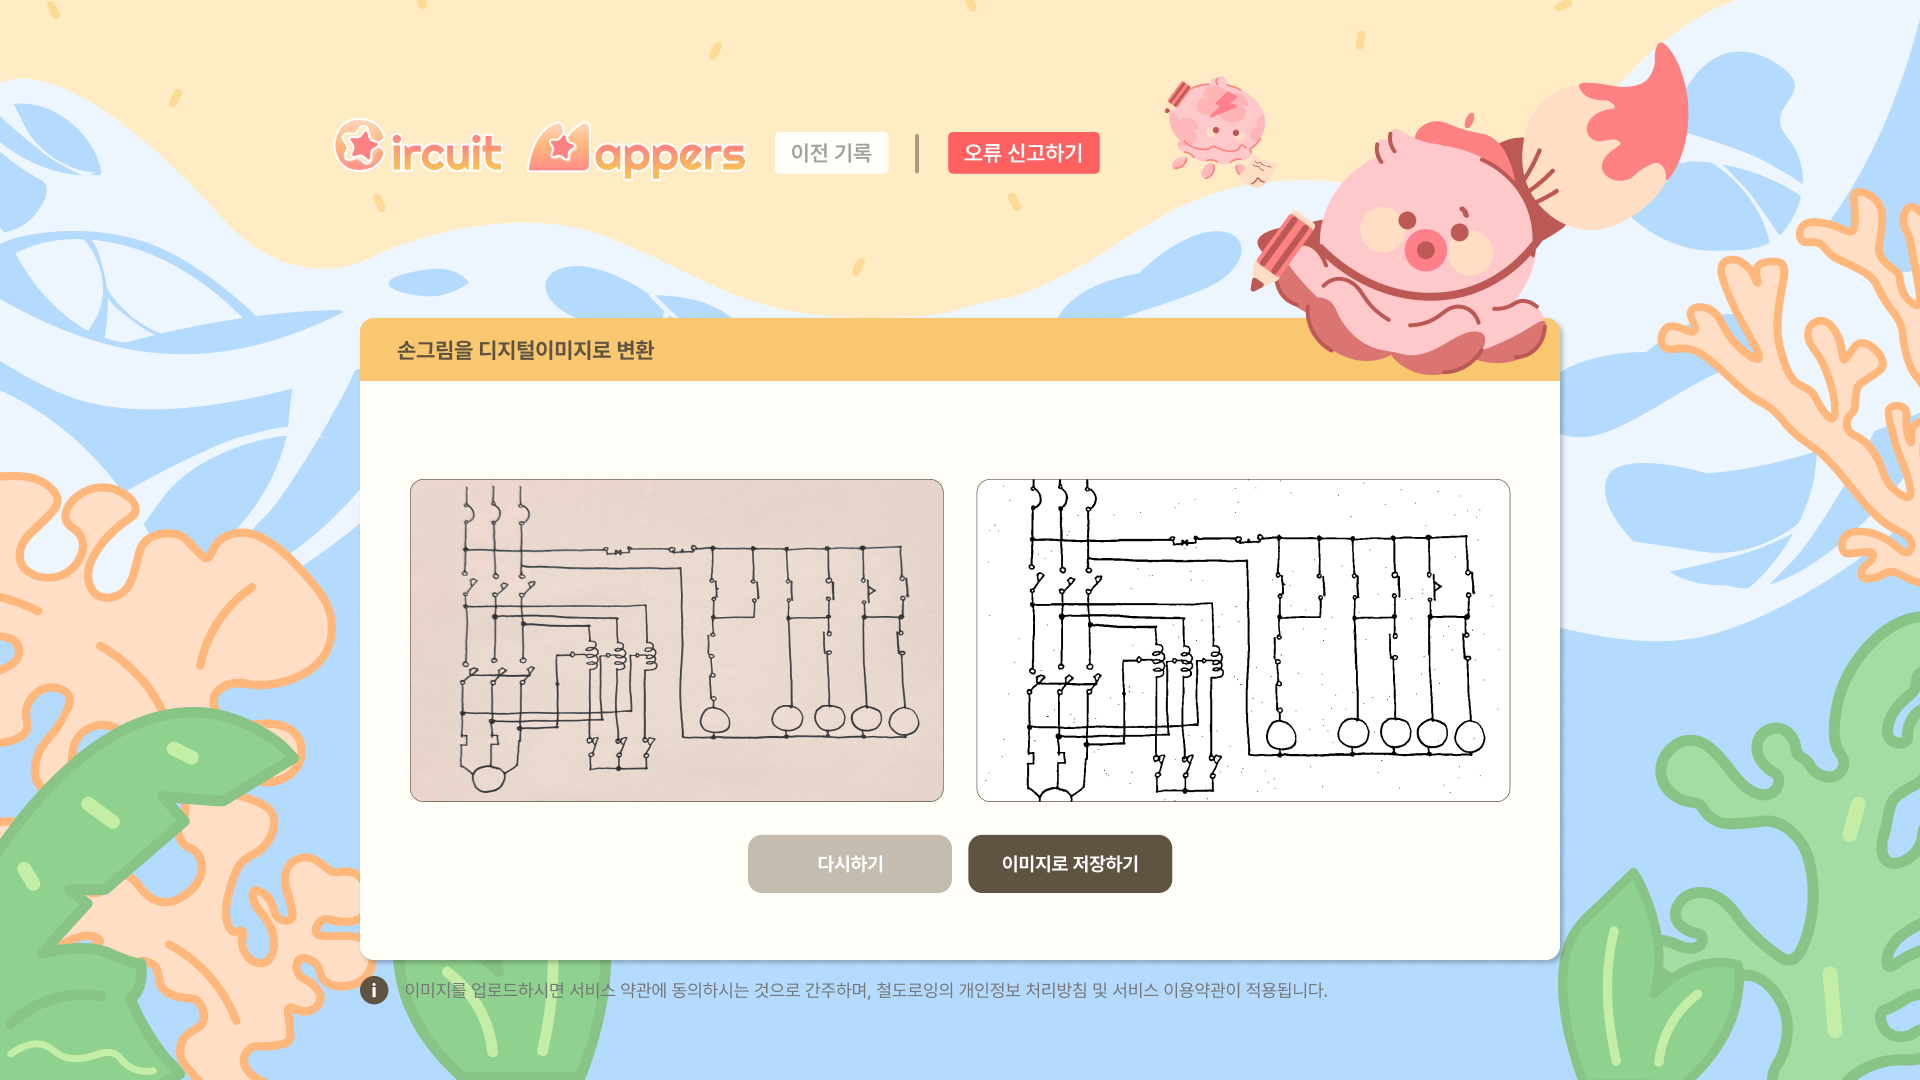 Circuit Mappers
이전 기록
오류 신고하기
손그림을 디지털이미지로 변환
다시하기
이미지로 저장하기
i 이미지를 업로드하시면 서비스 약관에 동의하시는 것으로 간주하며, 철도로잉의 개인정보 처리방침 및 서비스 이용약관이 적용됩니다.